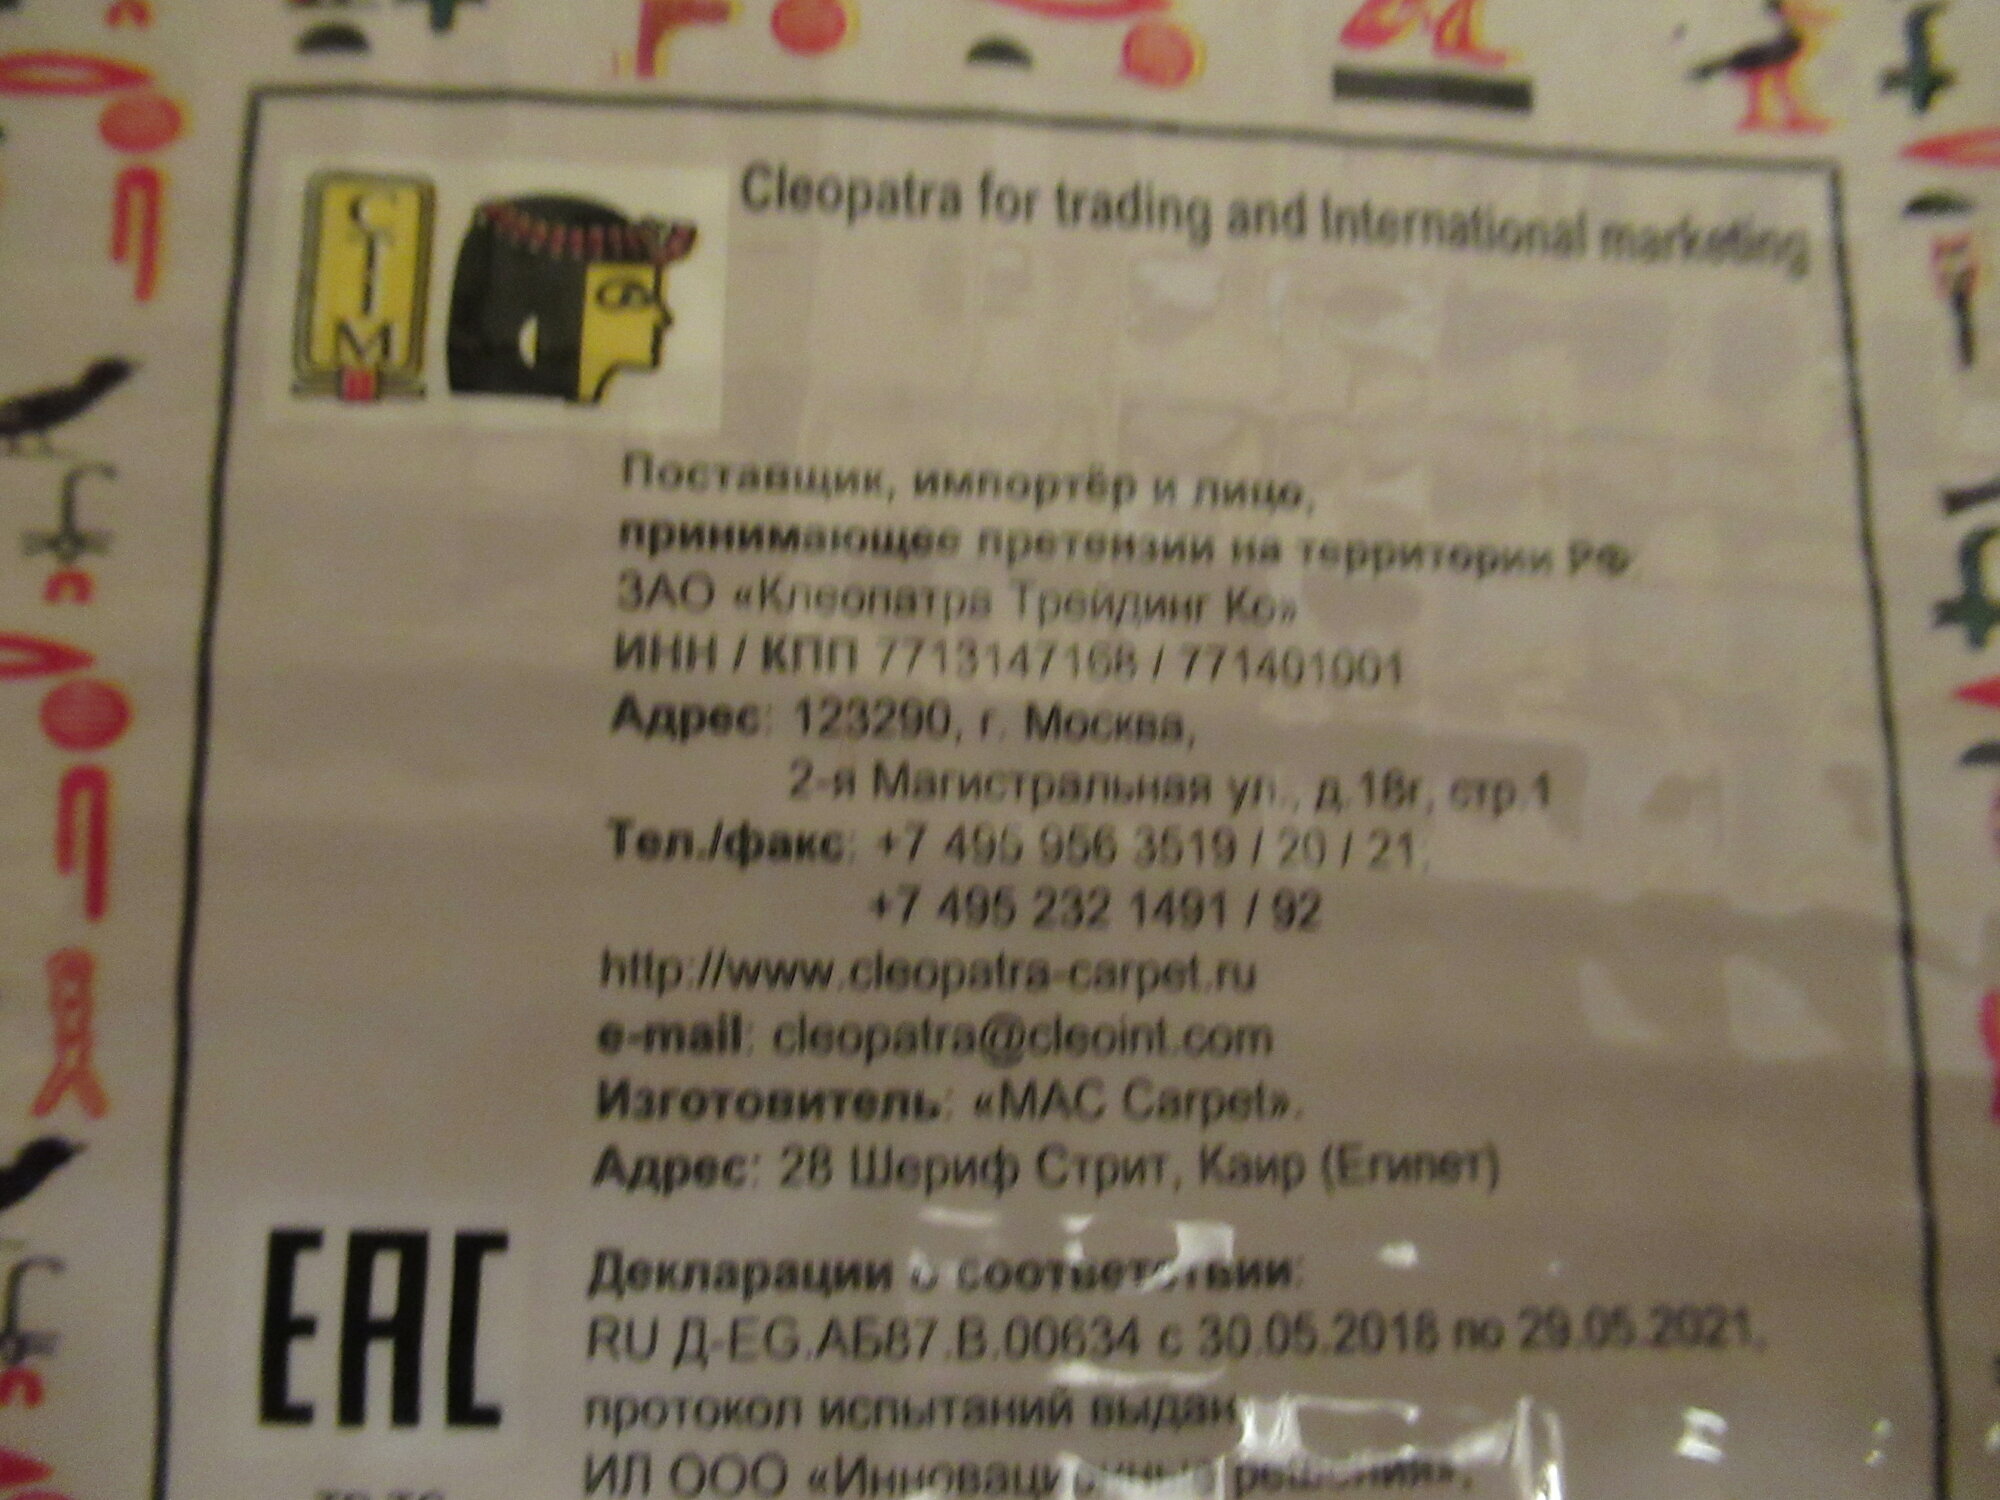 Cleopatra for trading and International marketing
CTM
Поставщик, импортёр и лицо,
принимающее претензии на территории РФ
ЗАО «Клеопатра Трейдинг Ко»
ИНН / КПП 7713147168 / 771401001
Адрес: 123290, г. Москва,
2-я Магистральная ул., д.18г, стр.1
Тел./факс: +7 495 956 3519 / 20 / 21,
+7 495 232 1491 / 92
http://www.cleopatra-carpet.ru
e-mail: cleopatra@cleoint.com
Изготовитель: «MAC Carpet».
Адрес: 28 Шериф Стрит, Каир (Египет)
EAC
Декларации о соответствии:
RU Д-EG.АБ87.В.00634 с 30.05.2018 по 29.05.2021.
протокол испытаний выдан
ИЛ ООО «Инновационные решения»,